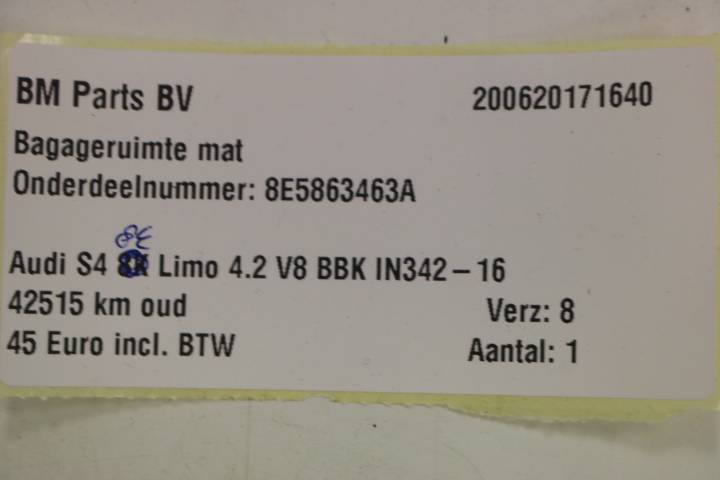 BM Parts BV 200620171640
Bagageruimte mat
Onderdeelnummer: 8E5863463A
8E
Audi S4 8K Limo 4.2 V8 BBK IN342-16
42515 km oud Verz: 8
45 Euro incl. BTW Aantal: 1